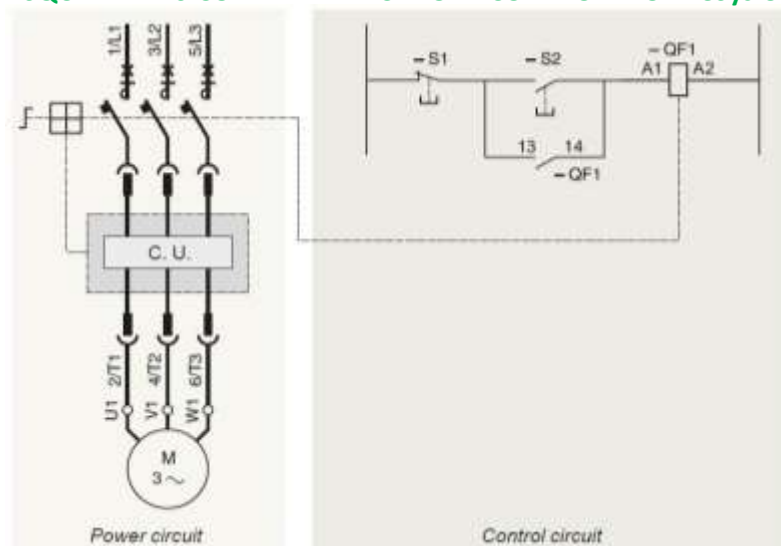 1/L1
3/L2
5/L3
C. U.
2/T1
4/T2
6/T3
U1
V1
W1
M
3 ~
Power circuit
– S1
– S2
– QF1
A1
A2
13
14
– QF1
Control circuit